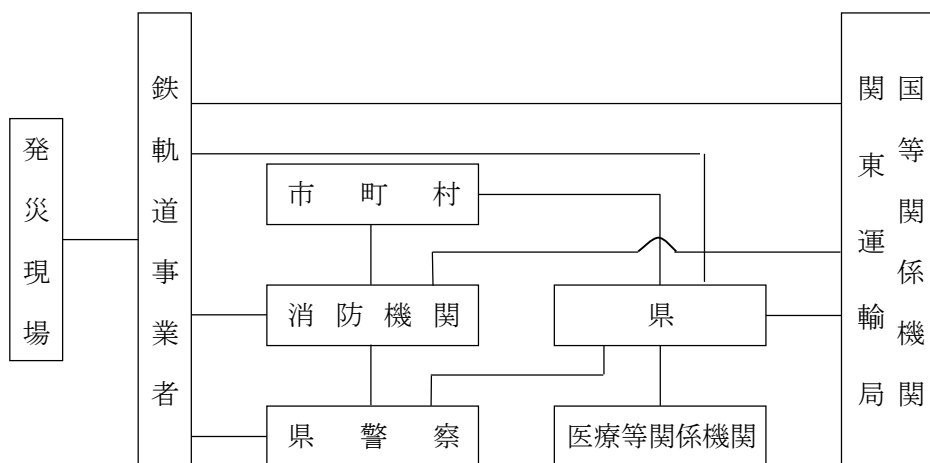 発災現場
鉄軌道事業者
市町村
消防機関
県警察
県
医療等関係機関
国等関係機関
関東運輸局